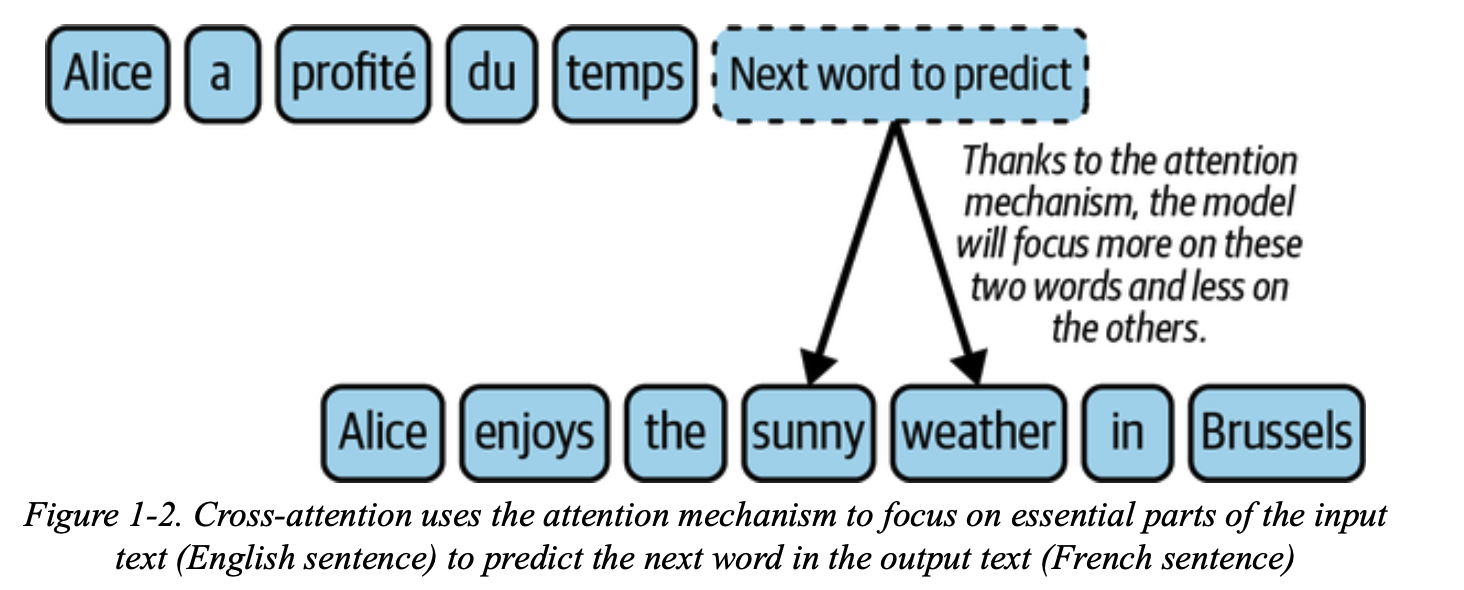 Alice a profité du temps Next word to predict
Thanks to the attention
mechanism, the model
will focus more on these
two words and less on
the others.
Alice enjoys the sunny weather in Brussels
Figure 1-2. Cross-attention uses the attention mechanism to focus on essential parts of the input
text (English sentence) to predict the next word in the output text (French sentence)